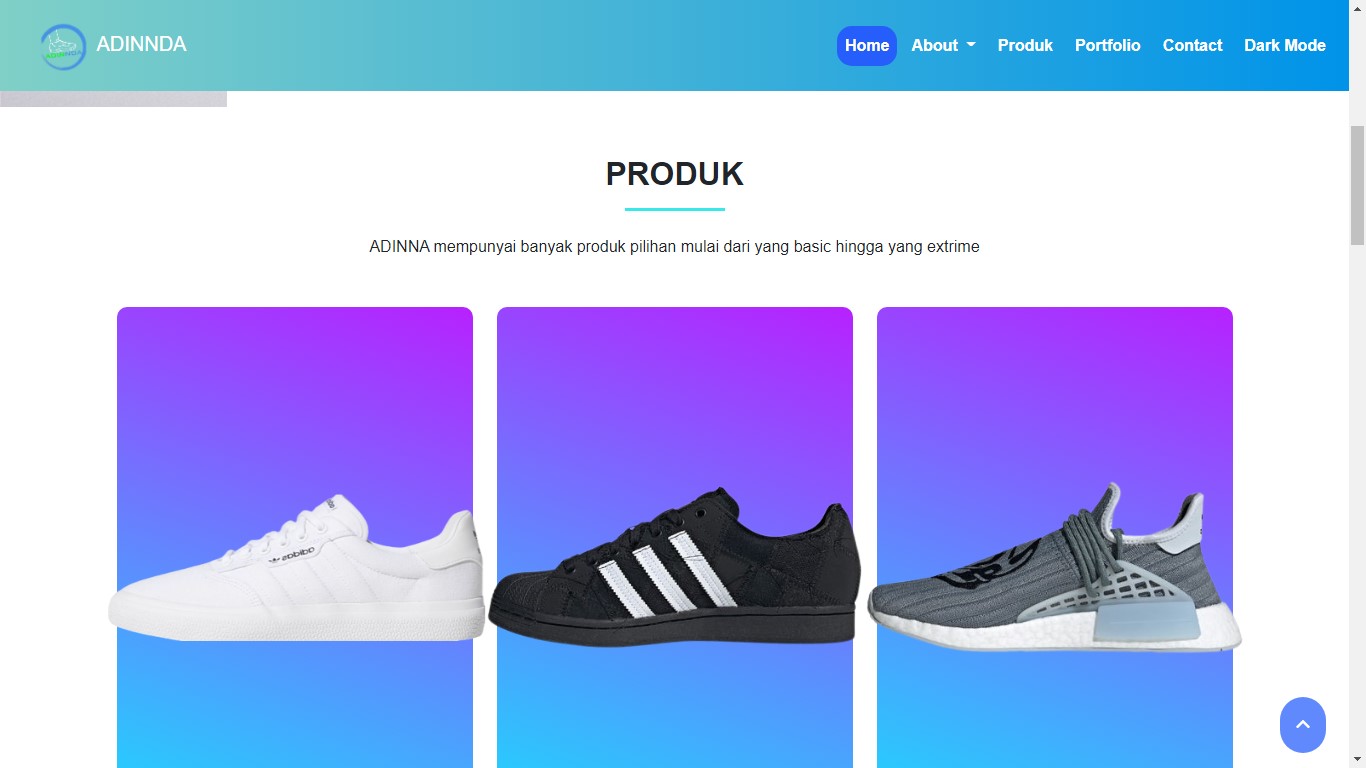 ADINNDA
Home
About
Produk
Portfolio
Contact
Dark Mode
PRODUK
ADINNA mempunyai banyak produk pilihan mulai dari yang basic hingga yang extrime
adidas